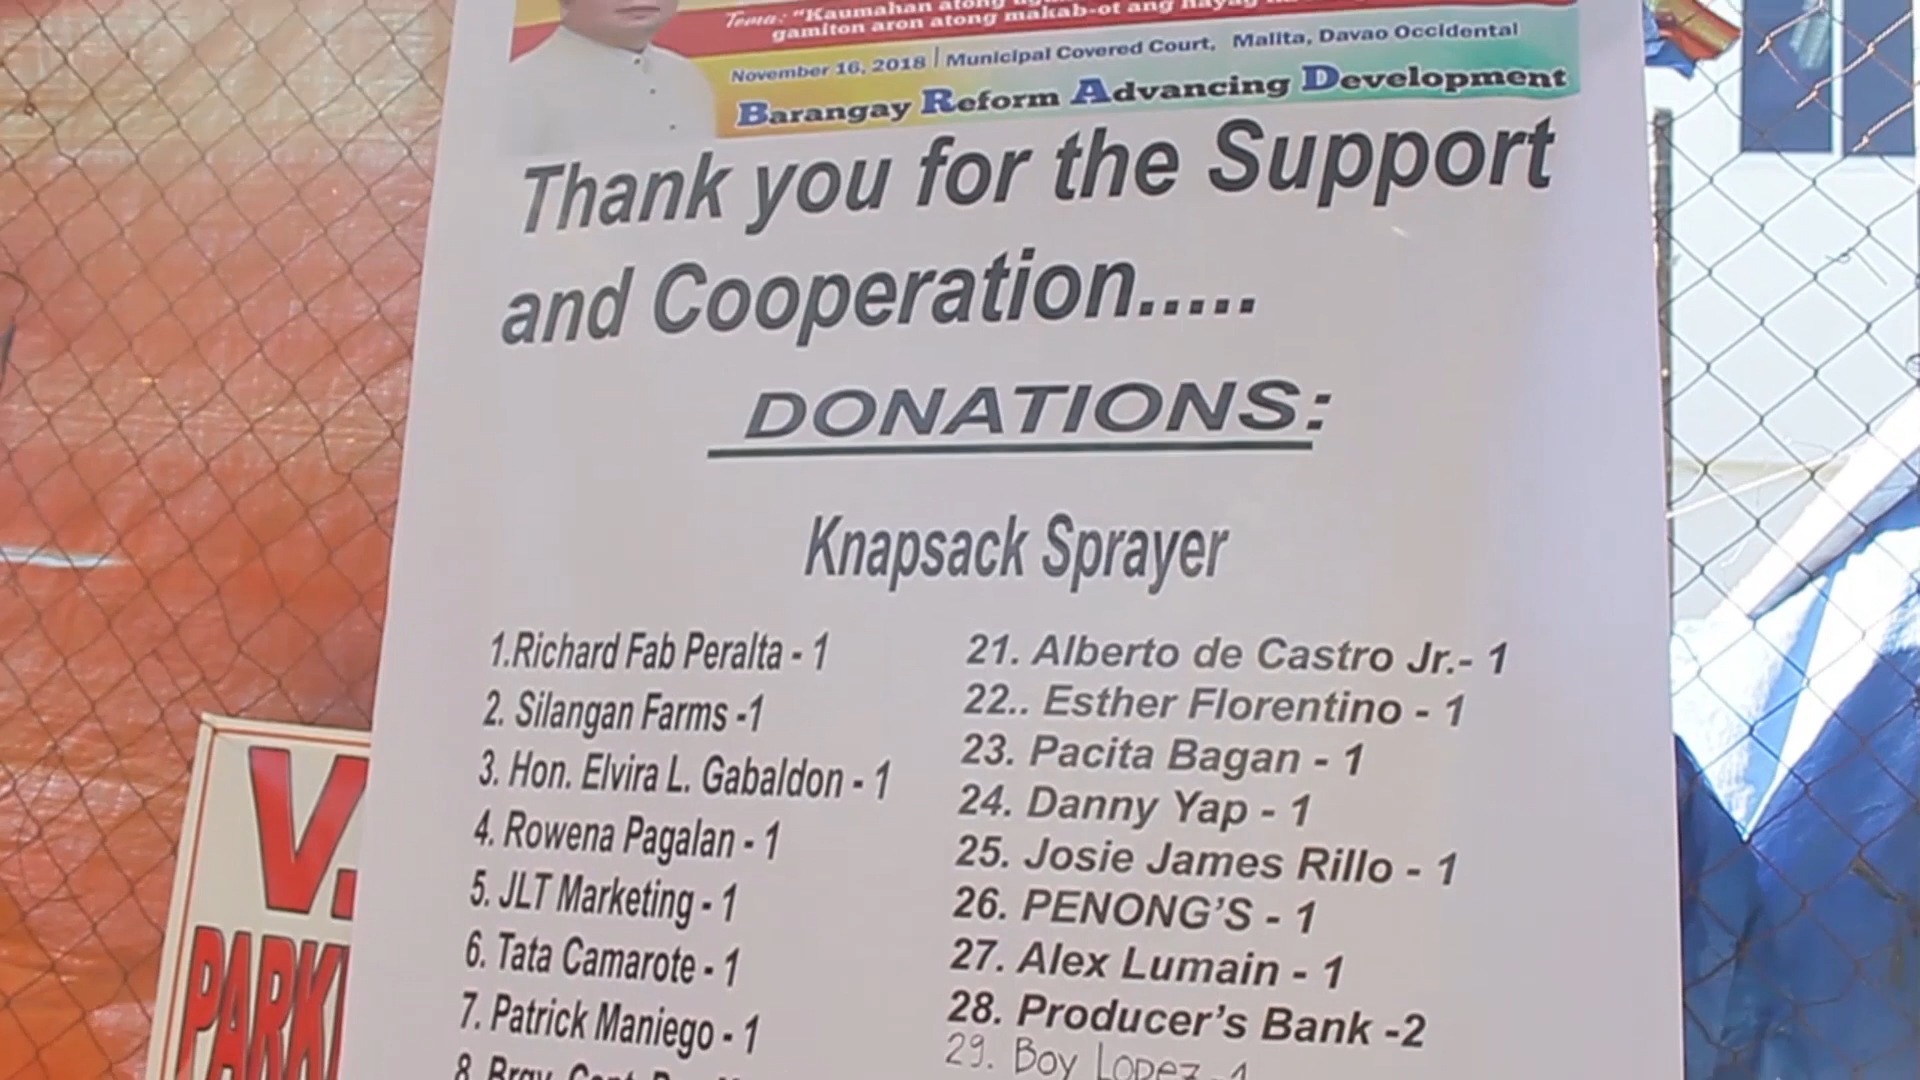 Tema: "Kaumahan atong
gamiton aron atong makab-ot ang
November 16, 2018 | Municipal Covered Court, Malita, Davao Occidental
Barangay Reform Advancing Development
Thank you for the Support
and Cooperation.....
DONATIONS:
Knapsack Sprayer
1.Richard Fab Peralta - 1
2. Silangan Farms -1
3. Hon. Elvira L. Gabaldon - 1
4. Rowena Pagalan - 1
5. JLT Marketing - 1
6. Tata Camarote - 1
7. Patrick Maniego - 1
8. Brgy. Capt.
21. Alberto de Castro Jr.- 1
22.. Esther Florentino - 1
23. Pacita Bagan - 1
24. Danny Yap - 1
25. Josie James Rillo - 1
26. PENONG'S - 1
27. Alex Lumain - 1
28. Producer's Bank -2
29. Boy Lopez - 1
V.
PARK